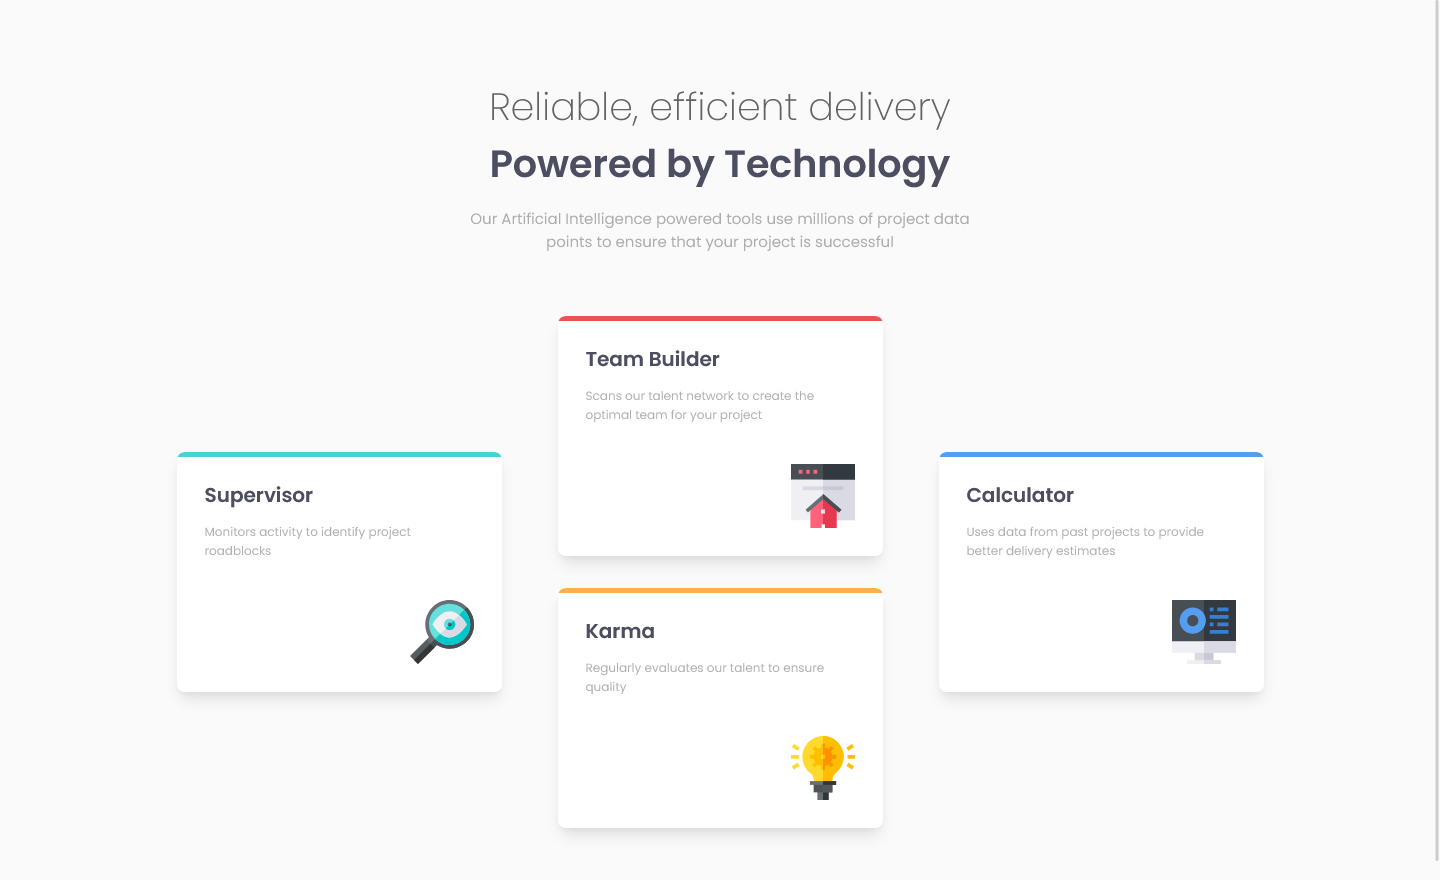 Reliable, efficient delivery
Powered by Technology
Our Artificial Intelligence powered tools use millions of project data
points to ensure that your project is successful
Supervisor
Monitors activity to identify project
roadblocks
Team Builder
Scans our talent network to create the
optimal team for your project
Karma
Regularly evaluates our talent to ensure
quality
Calculator
Uses data from past projects to provide
better delivery estimates